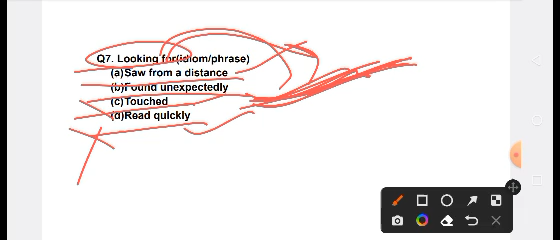 Q7. Looking for(idiom/phrase)
(a)Saw from a distance
(b)Found unexpectedly
(c)Touched
(d)Read quickly